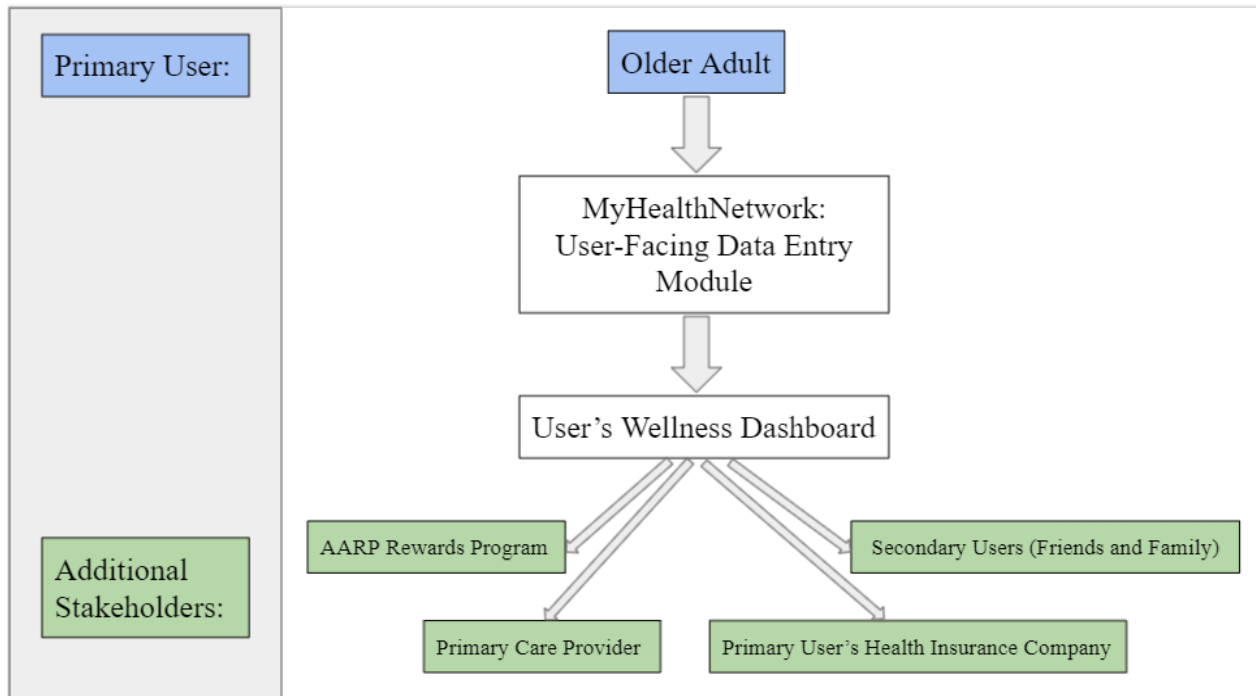 Primary User:
Older Adult
MyHealthNetwork:
User-Facing Data Entry
Module
User’s Wellness Dashboard
AARP Rewards Program
Secondary Users (Friends and Family)
Additional
Stakeholders:
Primary Care Provider
Primary User’s Health Insurance Company